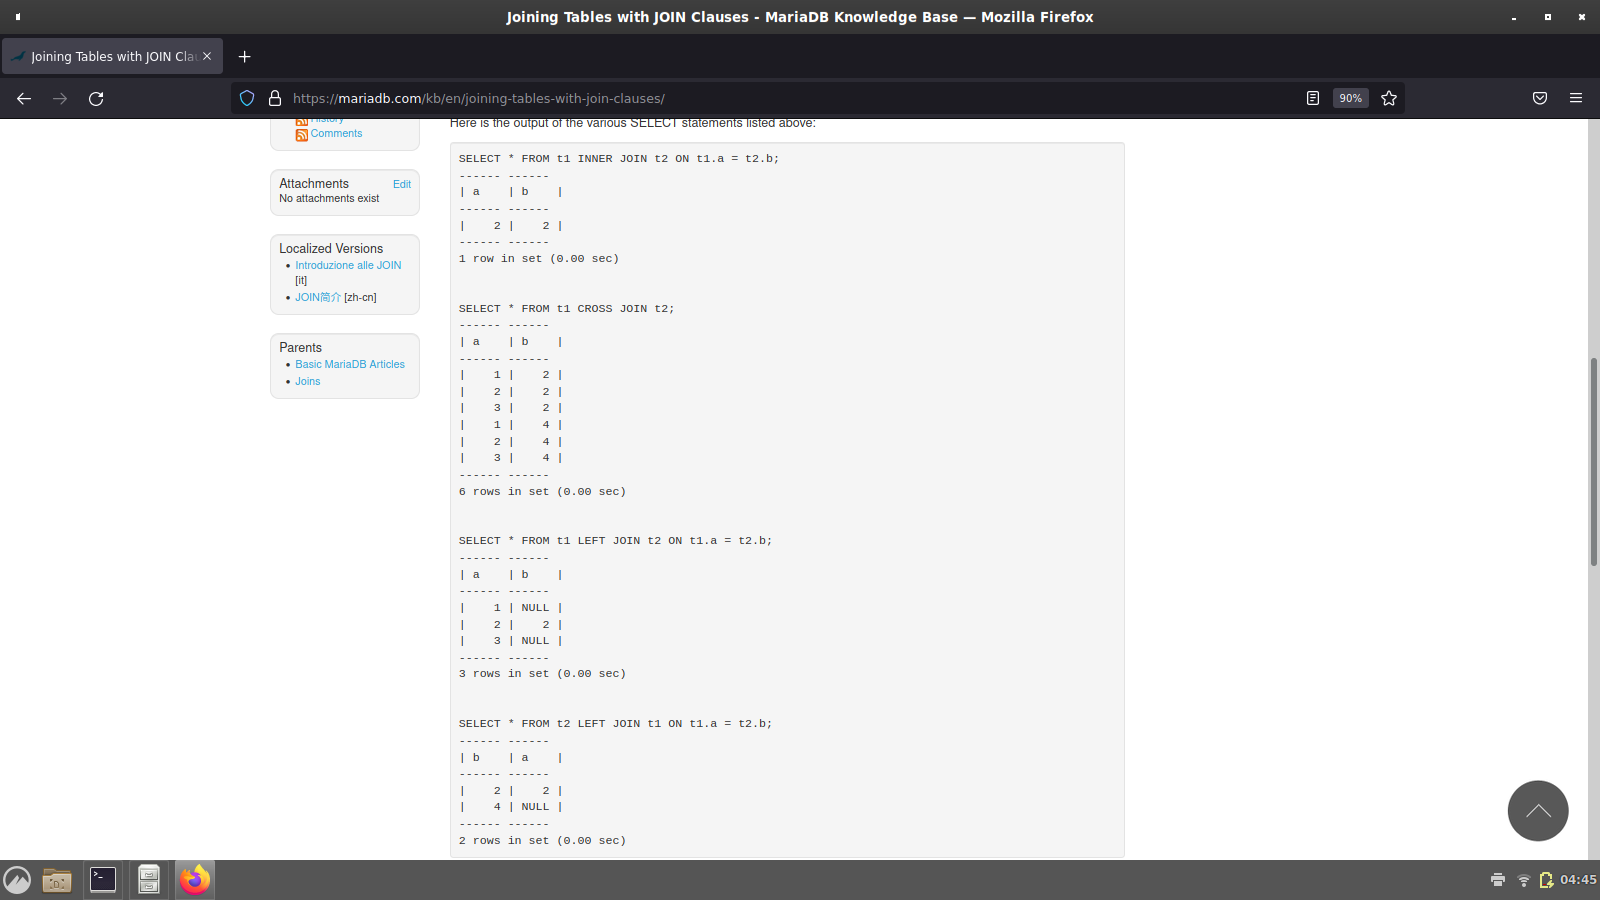 Joining Tables with JOIN Clauses - MariaDB Knowledge Base — Mozilla Firefox
Joining Tables with JOIN Clau
https://mariadb.com/kb/en/joining-tables-with-join-clauses/
90%
History
Comments
Attachments Edit
No attachments exist
Localized Versions
Introduzione alle JOIN
[it]
JOIN简介 [zh-cn]
Parents
Basic MariaDB Articles
Joins
Here is the output of the various SELECT statements listed above:
SELECT * FROM t1 INNER JOIN t2 ON t1.a = t2.b;
------ ------
| a    | b    |
------ ------
|    2 |    2 |
------ ------
1 row in set (0.00 sec)
SELECT * FROM t1 CROSS JOIN t2;
------ ------
| a    | b    |
------ ------
|    1 |    2 |
|    2 |    2 |
|    3 |    2 |
|    1 |    4 |
|    2 |    4 |
|    3 |    4 |
------ ------
6 rows in set (0.00 sec)
SELECT * FROM t1 LEFT JOIN t2 ON t1.a = t2.b;
------ ------
| a    | b    |
------ ------
|    1 | NULL |
|    2 |    2 |
|    3 | NULL |
------ ------
3 rows in set (0.00 sec)
SELECT * FROM t2 LEFT JOIN t1 ON t1.a = t2.b;
------ ------
| b    | a    |
------ ------
|    2 |    2 |
|    4 | NULL |
------ ------
2 rows in set (0.00 sec)
04:45